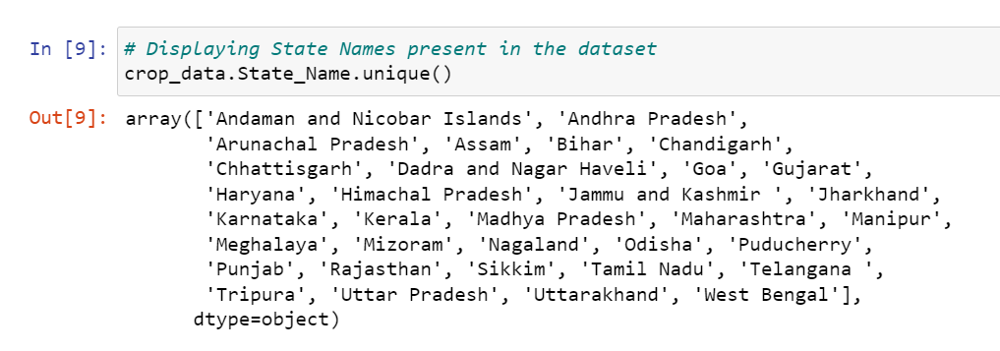 In [9]: # Displaying State Names present in the dataset
crop_data.State_Name.unique()
Out[9]: array(['Andaman and Nicobar Islands', 'Andhra Pradesh',
'Arunachal Pradesh', 'Assam', 'Bihar', 'Chandigarh',
'Chhattisgarh', 'Dadra and Nagar Haveli', 'Goa', 'Gujarat',
'Haryana', 'Himachal Pradesh', 'Jammu and Kashmir ', 'Jharkhand',
'Karnataka', 'Kerala', 'Madhya Pradesh', 'Maharashtra', 'Manipur',
'Meghalaya', 'Mizoram', 'Nagaland', 'Odisha', 'Puducherry',
'Punjab', 'Rajasthan', 'Sikkim', 'Tamil Nadu', 'Telangana ',
'Tripura', 'Uttar Pradesh', 'Uttarakhand', 'West Bengal'],
dtype=object)